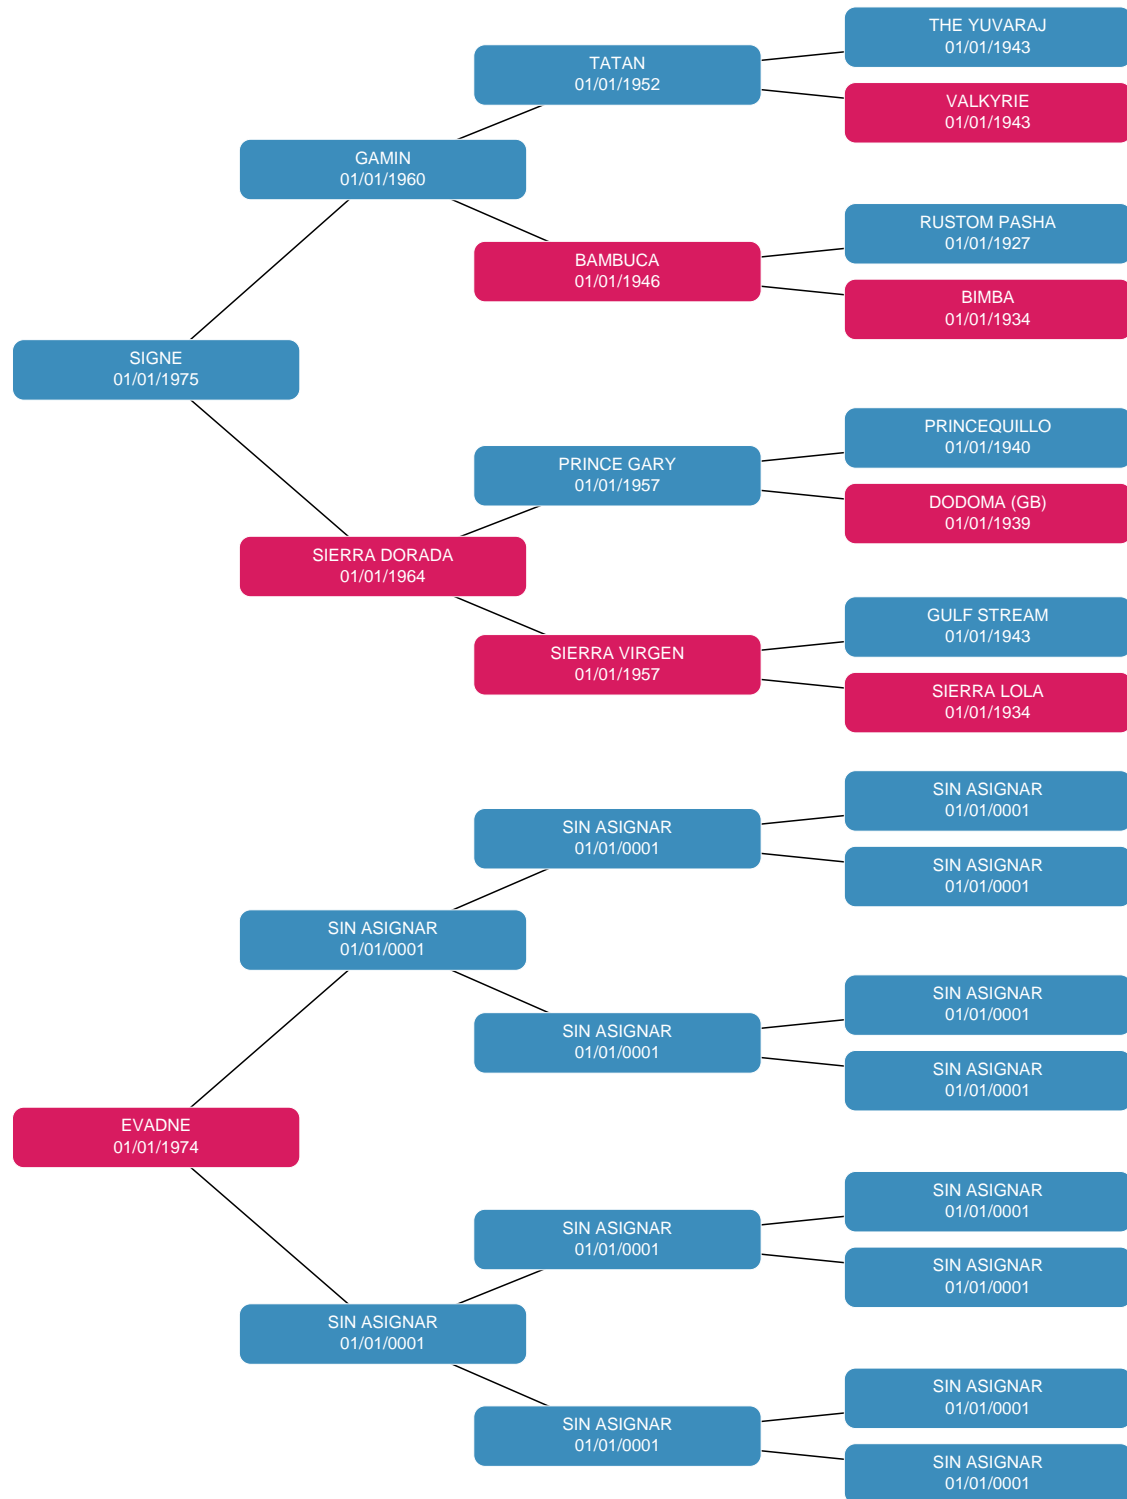 THE YUVARAJ
01/01/1943
TATAN
01/01/1952
VALKYRIE
01/01/1943
GAMIN
01/01/1960
RUSTOM PASHA
01/01/1927
BAMBUCA
01/01/1946
BIMBA
01/01/1934
SIGNE
01/01/1975
PRINCEQUILLO
01/01/1940
PRINCE GARY
01/01/1957
DODOMA (GB)
01/01/1939
SIERRA DORADA
01/01/1964
GULF STREAM
01/01/1943
SIERRA VIRGEN
01/01/1957
SIERRA LOLA
01/01/1934
SIN ASIGNAR
01/01/0001
SIN ASIGNAR
01/01/0001
SIN ASIGNAR
01/01/0001
SIN ASIGNAR
01/01/0001
SIN ASIGNAR
01/01/0001
SIN ASIGNAR
01/01/0001
SIN ASIGNAR
01/01/0001
EVADNE
01/01/1974
SIN ASIGNAR
01/01/0001
SIN ASIGNAR
01/01/0001
SIN ASIGNAR
01/01/0001
SIN ASIGNAR
01/01/0001
SIN ASIGNAR
01/01/0001
SIN ASIGNAR
01/01/0001
SIN ASIGNAR
01/01/0001